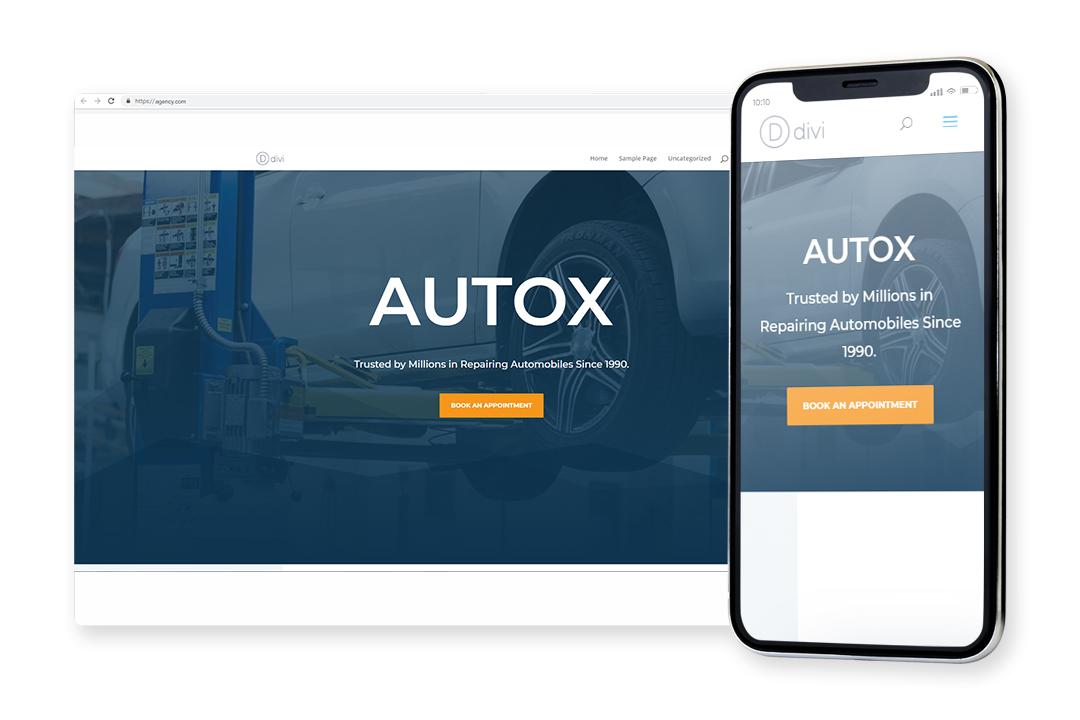 https://agency.com
D divi
Home Sample Page Uncategorized
AUTOX
Trusted by Millions in Repairing Automobiles Since 1990.
BOOK AN APPOINTMENT
10:10
D divi
AUTOX
Trusted by Millions in
Repairing Automobiles Since
1990.
BOOK AN APPOINTMENT